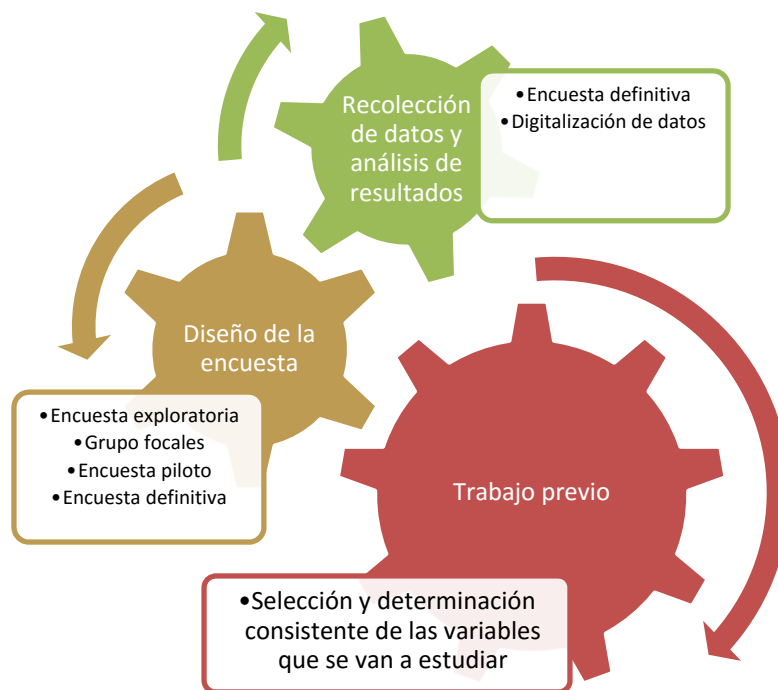 Recolección
de datos y
análisis de
resultados
•Encuesta definitiva
•Digitalización de datos
Diseño de la
encuesta
•Encuesta exploratoria
•Grupo focales
•Encuesta piloto
•Encuesta definitiva
Trabajo previo
•Selección y determinación
consistente de las variables
que se van a estudiar